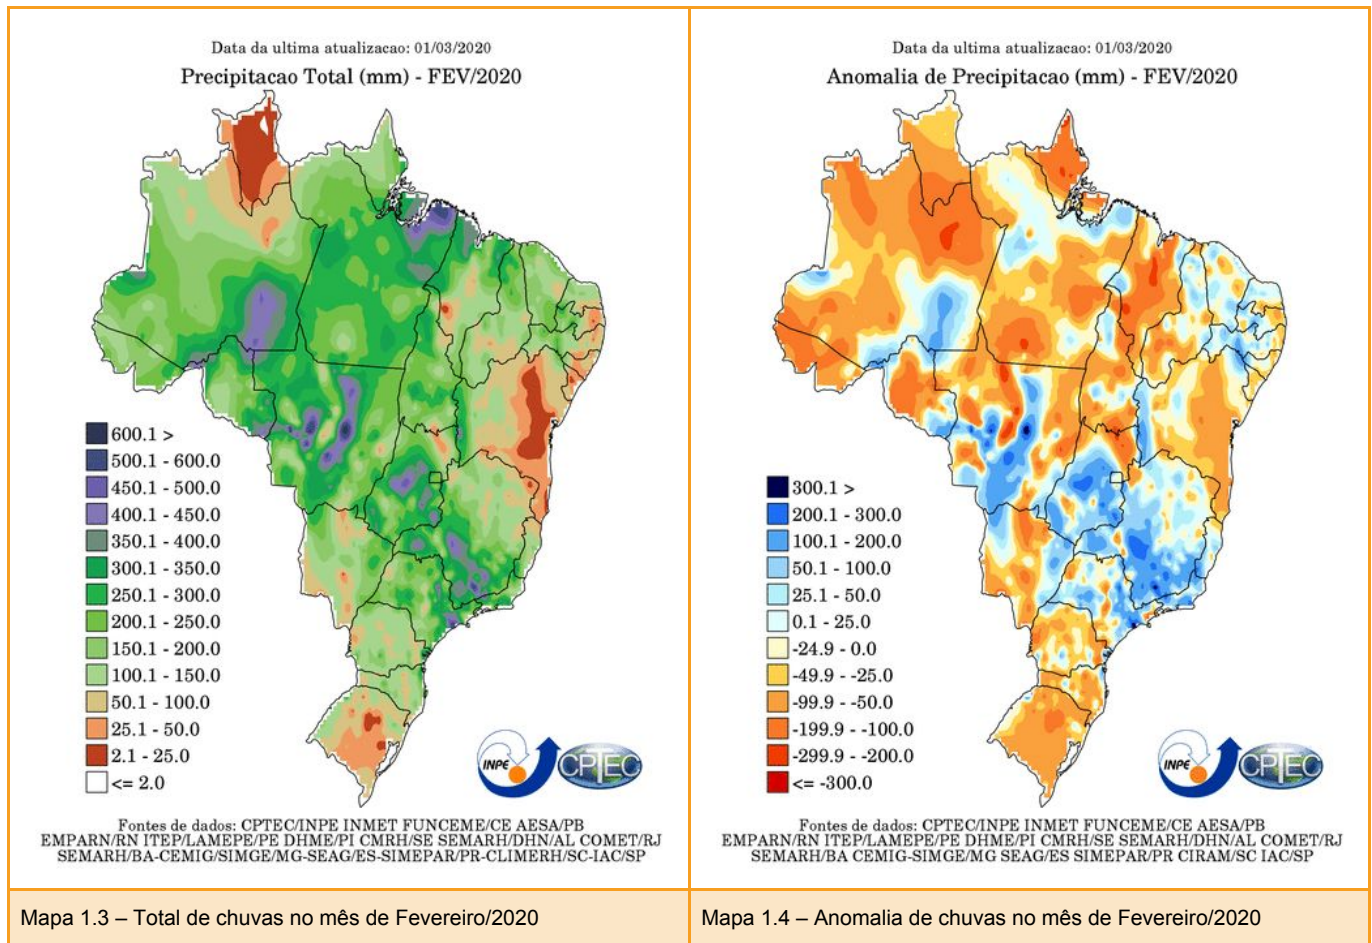 Data da ultima atualizacao: 01/03/2020
Precipitacao Total (mm) - FEV/2020
600.1 >
500.1 - 600.0
450.1 - 500.0
400.1 - 450.0
350.1 - 400.0
300.1 - 350.0
250.1 - 300.0
200.1 - 250.0
150.1 - 200.0
100.1 - 150.0
50.1 - 100.0
25.1 - 50.0
2.1 - 25.0
<= 2.0
INPE
CPTEC
Fontes de dados: CPTEC/INPE INMET FUNCEME/CE AESA/PB
EMPARN/RN ITEP/LAMEPE/PE DHME/PI CMRH/SE SEMARH/DHN/AL COMET/RJ
SEMARH/BA-CEMIG/SIMGE/MG-SEAG/ES-SIMEPAR/PR-CLIMERH/SC-IAC/SP
Mapa 1.3 – Total de chuvas no mês de Fevereiro/2020
Data da ultima atualizacao: 01/03/2020
Anomalia de Precipitacao (mm) - FEV/2020
300.1 >
200.1 - 300.0
100.1 - 200.0
50.1 - 100.0
25.1 - 50.0
0.1 - 25.0
-24.9 - 0.0
-49.9 - -25.0
-99.9 - -50.0
-199.9 - -100.0
-299.9 - -200.0
<= -300.0
INPE
CPTEC
Fontes de dados: CPTEC/INPE INMET FUNCEME/CE AESA/PB
EMPARN/RN ITEP/LAMEPE/PE DHME/PI CMRH/SE SEMARH/DHN/AL COMET/RJ
SEMARH/BA CEMIG-SIMGE/MG SEAG/ES SIMEPAR/PR CIRAM/SC IAC/SP
Mapa 1.4 – Anomalia de chuvas no mês de Fevereiro/2020